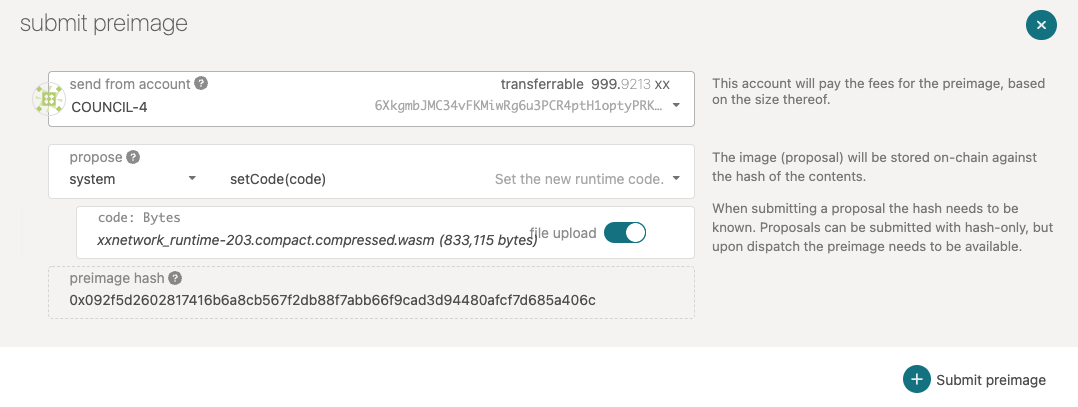 submit preimage
send from account
transferrable 999.9213 xx
COUNCIL-4
6XkgmbJMC34vFKMiwRg6u3PCR4ptH1optyPRK…
This account will pay the fees for the preimage, based
on the size thereof.
propose
system
setCode(code)
Set the new runtime code.
code: Bytes
xxnetwork_runtime-203.compact.compressed.wasm (833,115 bytes)
file upload
preimage hash
0x092f5d2602817416b6a8cb567f2db88f7abb66f9cad3d94480afcf7d685a406c
The image (proposal) will be stored on-chain against
the hash of the contents.
When submitting a proposal the hash needs to be
known. Proposals can be submitted with hash-only, but
upon dispatch the preimage needs to be available.
Submit preimage